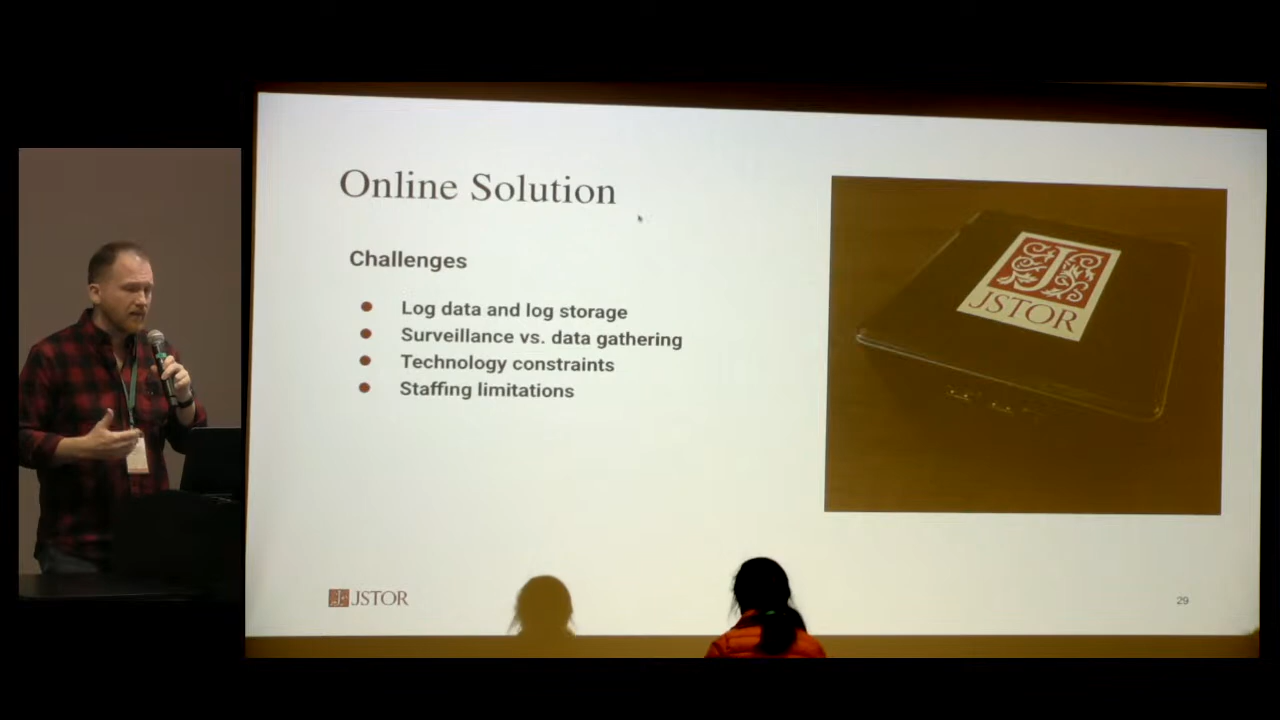 Online Solution
Challenges
Log data and log storage
Surveillance vs. data gathering
Technology constraints
Staffing limitations
JSTOR
JSTOR
29